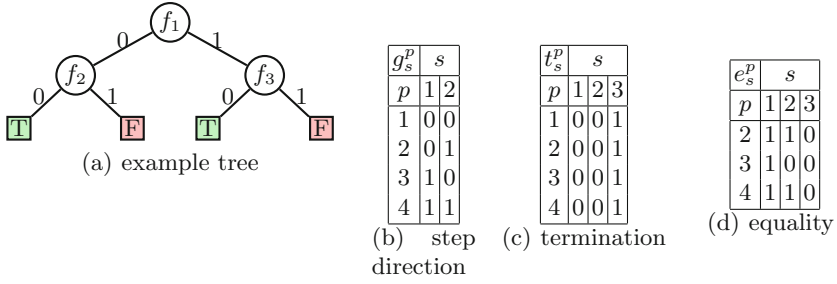 f1
0 1
f2 f3
0 1 0 1
T F T F
(a) example tree
g_s^p s
p 1 2
1 0 0
2 0 1
3 1 0
4 1 1
(b) step
direction
t_s^p s
p 1 2 3
1 0 0 1
2 0 0 1
3 0 0 1
4 0 0 1
(c) termination
e_s^p s
p 1 2 3
2 1 1 0
3 1 0 0
4 1 1 0
(d) equality